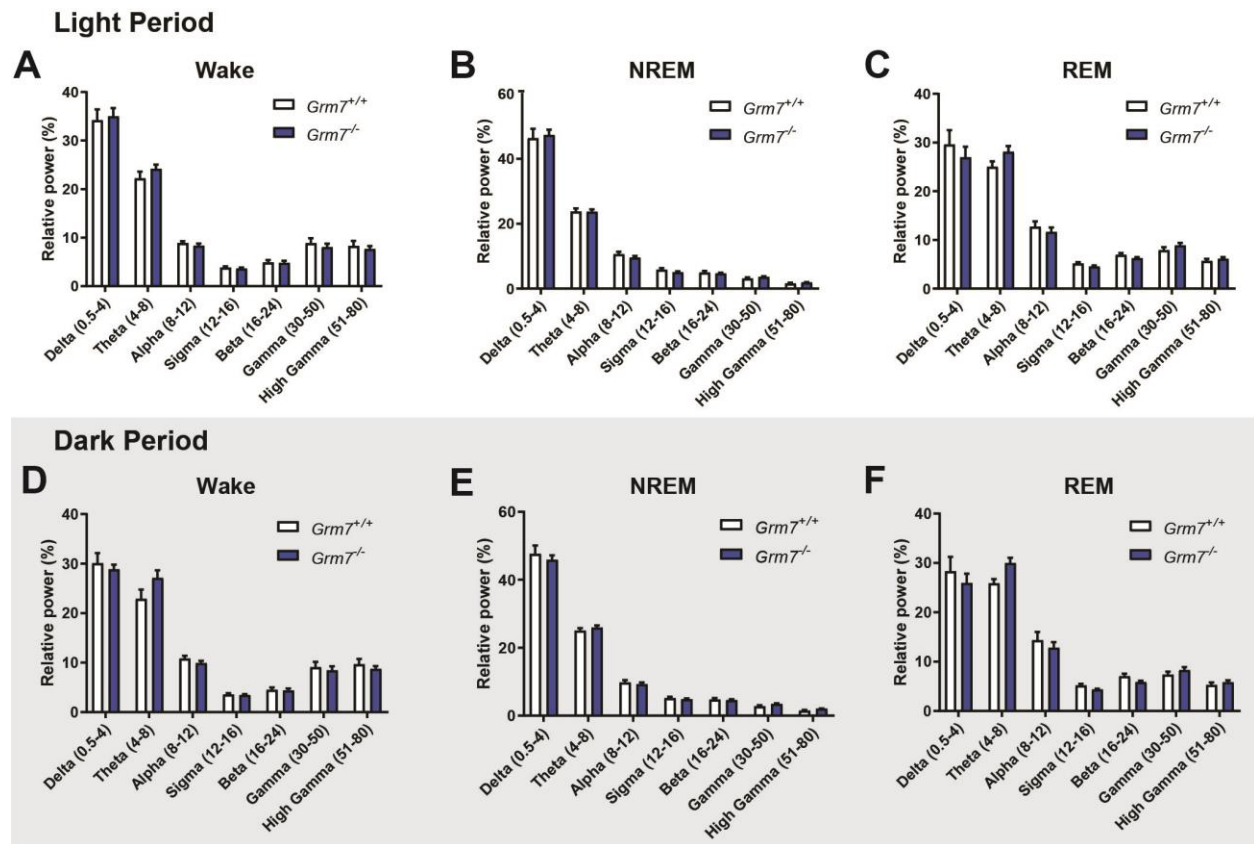 Light Period
A
Wake
Relative power (%)
40
30
20
10
0
Grm7+/+
Grm7-/-
Delta (0.5-4)
Theta (4-8)
Alpha (8-12)
Sigma (12-16)
Beta (16-24)
Gamma (30-50)
High Gamma (51-80)
B
NREM
Relative power (%)
60
40
20
0
Grm7+/+
Grm7-/-
Delta (0.5-4)
Theta (4-8)
Alpha (8-12)
Sigma (12-16)
Beta (16-24)
Gamma (30-50)
High Gamma (51-80)
C
REM
Relative power (%)
40
30
20
10
0
Grm7+/+
Grm7-/-
Delta (0.5-4)
Theta (4-8)
Alpha (8-12)
Sigma (12-16)
Beta (16-24)
Gamma (30-50)
High Gamma (51-80)
Dark Period
D
Wake
Relative power (%)
40
30
20
10
0
Grm7+/+
Grm7-/-
Delta (0.5-4)
Theta (4-8)
Alpha (8-12)
Sigma (12-16)
Beta (16-24)
Gamma (30-50)
High Gamma (51-80)
E
NREM
Relative power (%)
60
40
20
0
Grm7+/+
Grm7-/-
Delta (0.5-4)
Theta (4-8)
Alpha (8-12)
Sigma (12-16)
Beta (16-24)
Gamma (30-50)
High Gamma (51-80)
F
REM
Relative power (%)
40
30
20
10
0
Grm7+/+
Grm7-/-
Delta (0.5-4)
Theta (4-8)
Alpha (8-12)
Sigma (12-16)
Beta (16-24)
Gamma (30-50)
High Gamma (51-80)